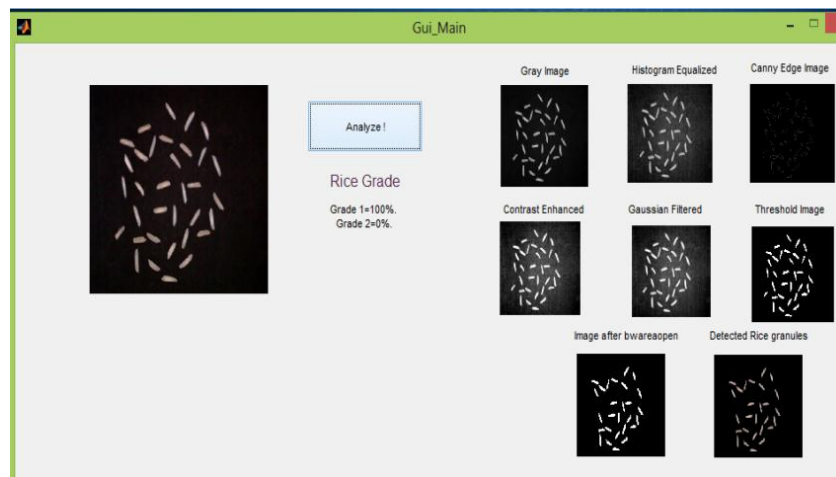 Gui_Main
Analyze !
Rice Grade
Grade 1=100%.
Grade 2=0%.
Gray Image
Histogram Equalized
Canny Edge Image
Contrast Enhanced
Gaussian Filtered
Threshold Image
Image after bwareaopen
Detected Rice granules